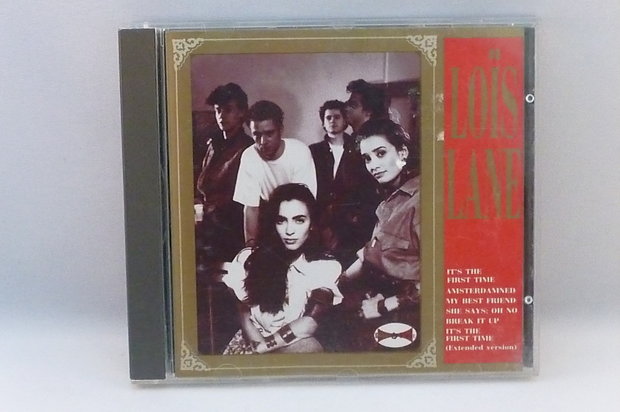 LOÏS
LANE
IT'S THE
FIRST TIME
AMSTERDAMNED
MY BEST FRIEND
SHE SAYS: OH NO
BREAK IT UP
IT'S THE
FIRST TIME
(Extended version)